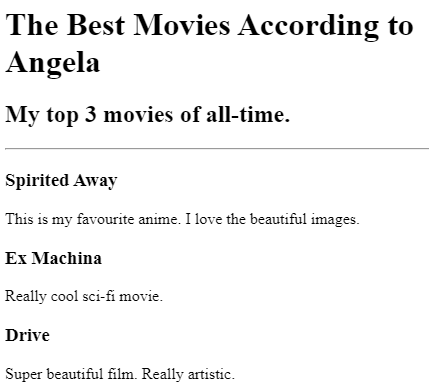 The Best Movies According to
Angela
My top 3 movies of all-time.
Spirited Away
This is my favourite anime. I love the beautiful images.
Ex Machina
Really cool sci-fi movie.
Drive
Super beautiful film. Really artistic.